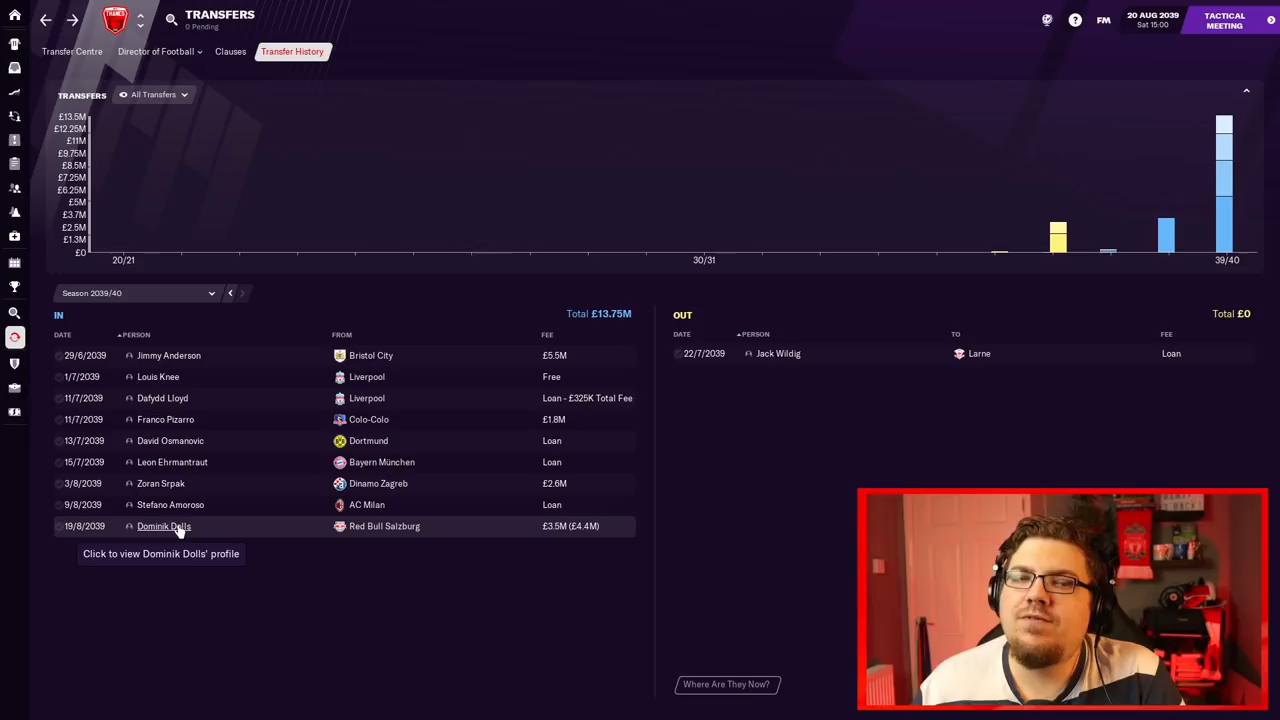 TRANSFERS
0 Pending
FM
20 AUG 2039
Sat 15:00
TACTICAL
MEETING
Transfer Centre
Director of Football
Clauses
Transfer History
TRANSFERS
All Transfers
£13.5M
£12.25M
£11M
£9.75M
£8.5M
£7.5M
£6.25M
£5M
£3.7M
£2.5M
£1.3M
£0
20/21
30/31
39/40
Season 2039/40
IN
Total £13.75M
DATE PERSON FROM FEE
29/6/2039 Jimmy Anderson Bristol City £5.5M
1/7/2039 Louis Knee Liverpool Free
11/7/2039 Dafydd Lloyd Liverpool Loan - £325K Total Fee
11/7/2039 Franco Pizarro Colo-Colo £1.8M
13/7/2039 David Osmanovic Dortmund Loan
15/7/2039 Leon Ehrmantraut Bayern München Loan
3/8/2039 Zoran Srpak Dinamo Zagreb £2.6M
9/8/2039 Stefano Amoroso AC Milan Loan
19/8/2039 Dominik Dolls Red Bull Salzburg £3.5M (£4.4M)
Click to view Dominik Dolls' profile
OUT
Total £0
DATE PERSON TO FEE
22/7/2039 Jack Wildig Larne Loan
Where Are They Now?